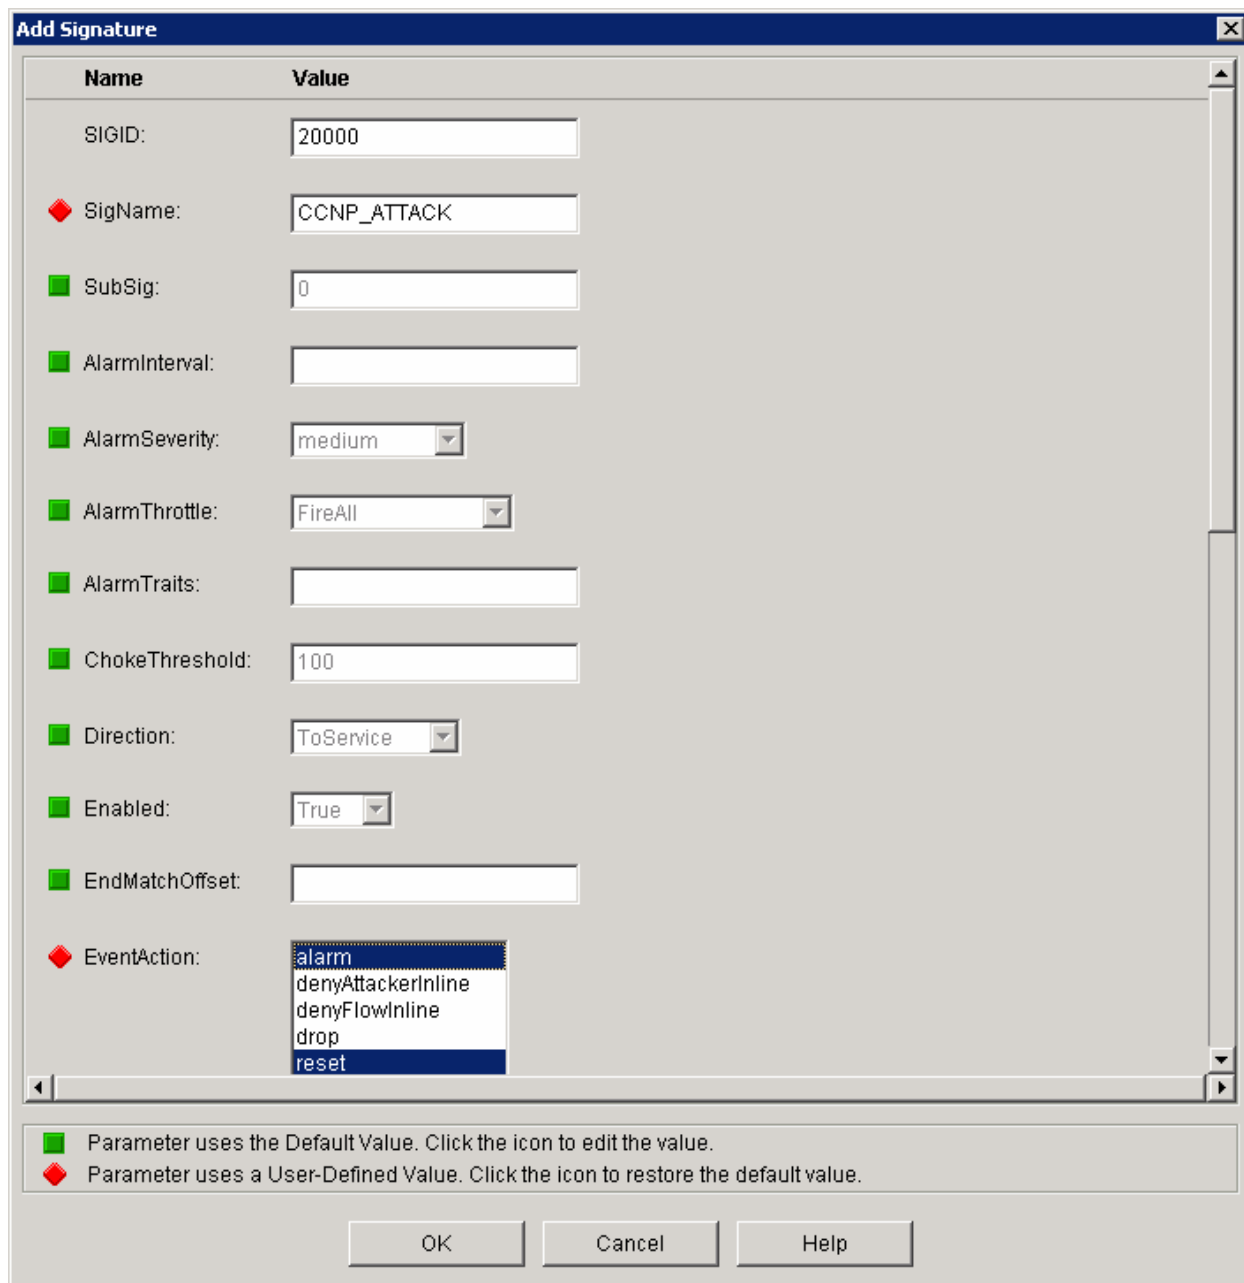 Add Signature
Name Value
SIGID: 20000
SigName: CCNP_ATTACK
SubSig: 0
AlarmInterval:
AlarmSeverity: medium
AlarmThrottle: FireAll
AlarmTraits:
ChokeThreshold: 100
Direction: ToService
Enabled: True
EndMatchOffset:
EventAction: alarm
denyAttackerInline
denyFlowInline
drop
reset
Parameter uses the Default Value. Click the icon to edit the value.
Parameter uses a User-Defined Value. Click the icon to restore the default value.
OK Cancel Help